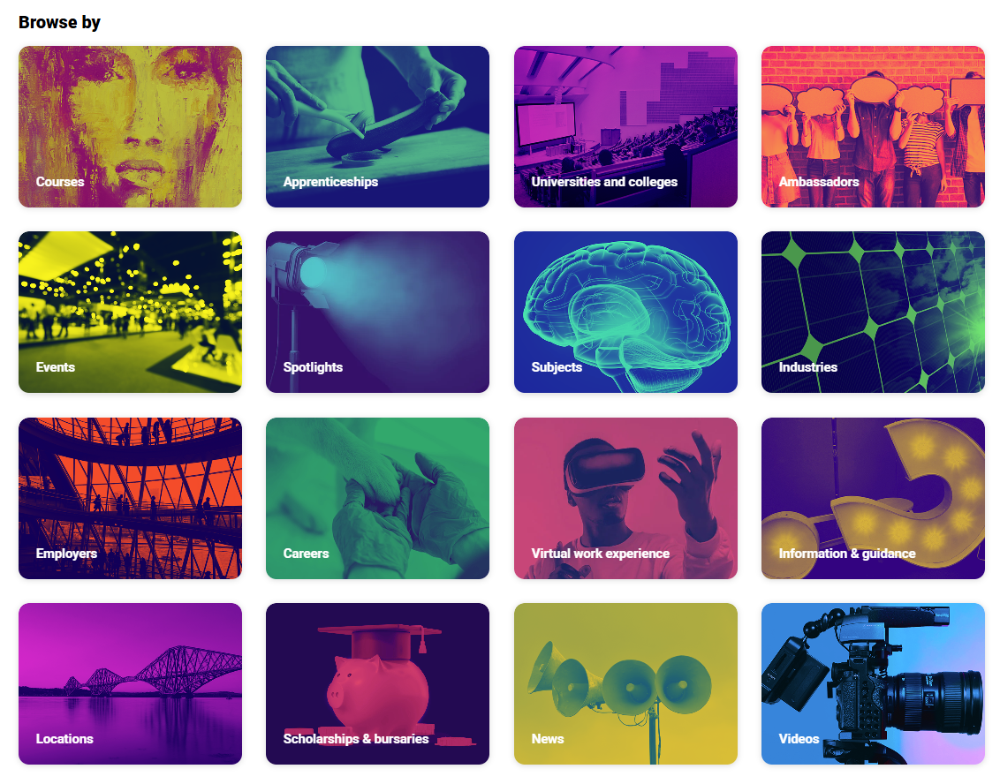 Browse by
Courses
Apprenticeships
Universities and colleges
Ambassadors
Events
Spotlights
Subjects
Industries
Employers
Careers
Virtual work experience
Information & guidance
Locations
Scholarships & bursaries
News
Videos